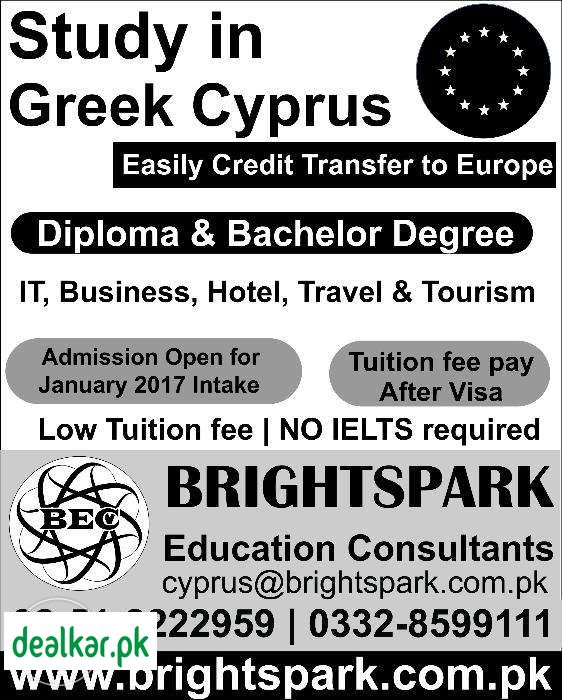 Study in
Greek Cyprus
Easily Credit Transfer to Europe
Diploma & Bachelor Degree
IT, Business, Hotel, Travel & Tourism
Admission Open for
January 2017 Intake
Tuition fee pay
After Visa
Low Tuition fee | NO IELTS required
BEC
BRIGHTSPARK
Education Consultants
cyprus@brightspark.com.pk
222959 | 0332-8599111
dealkar.pk
www.brightspark.com.pk